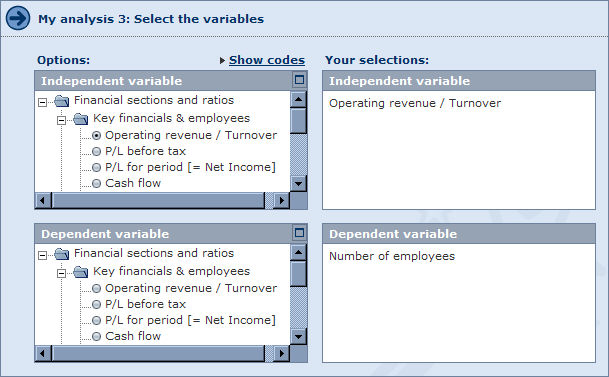 My analysis 3: Select the variables
Options:
Show codes
Your selections:
Independent variable
Financial sections and ratios
Key financials & employees
Operating revenue / Turnover
P/L before tax
P/L for period [= Net Income]
Cash flow
Independent variable
Operating revenue / Turnover
Dependent variable
Financial sections and ratios
Key financials & employees
Operating revenue / Turnover
P/L before tax
P/L for period [= Net Income]
Cash flow
Dependent variable
Number of employees